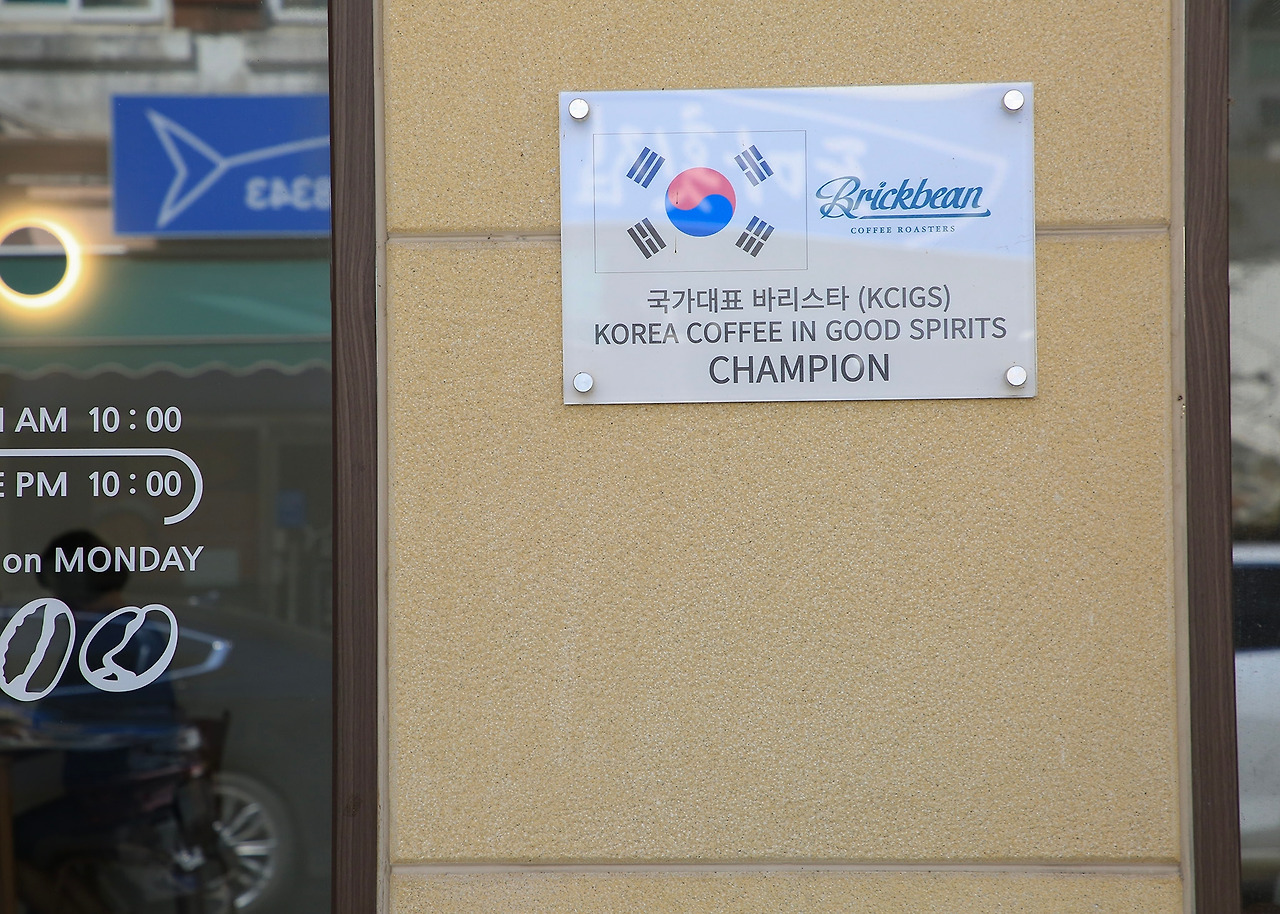 AM 10 : 00
PM 10 : 00
on MONDAY
Brickbean
COFFEE ROASTERS
국가대표 바리스타 (KCIGS)
KOREA COFFEE IN GOOD SPIRITS
CHAMPION